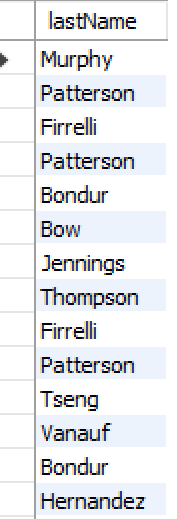 lastName
Murphy
Patterson
Firrelli
Patterson
Bondur
Bow
Jennings
Thompson
Firrelli
Patterson
Tseng
Vanauf
Bondur
Hernandez